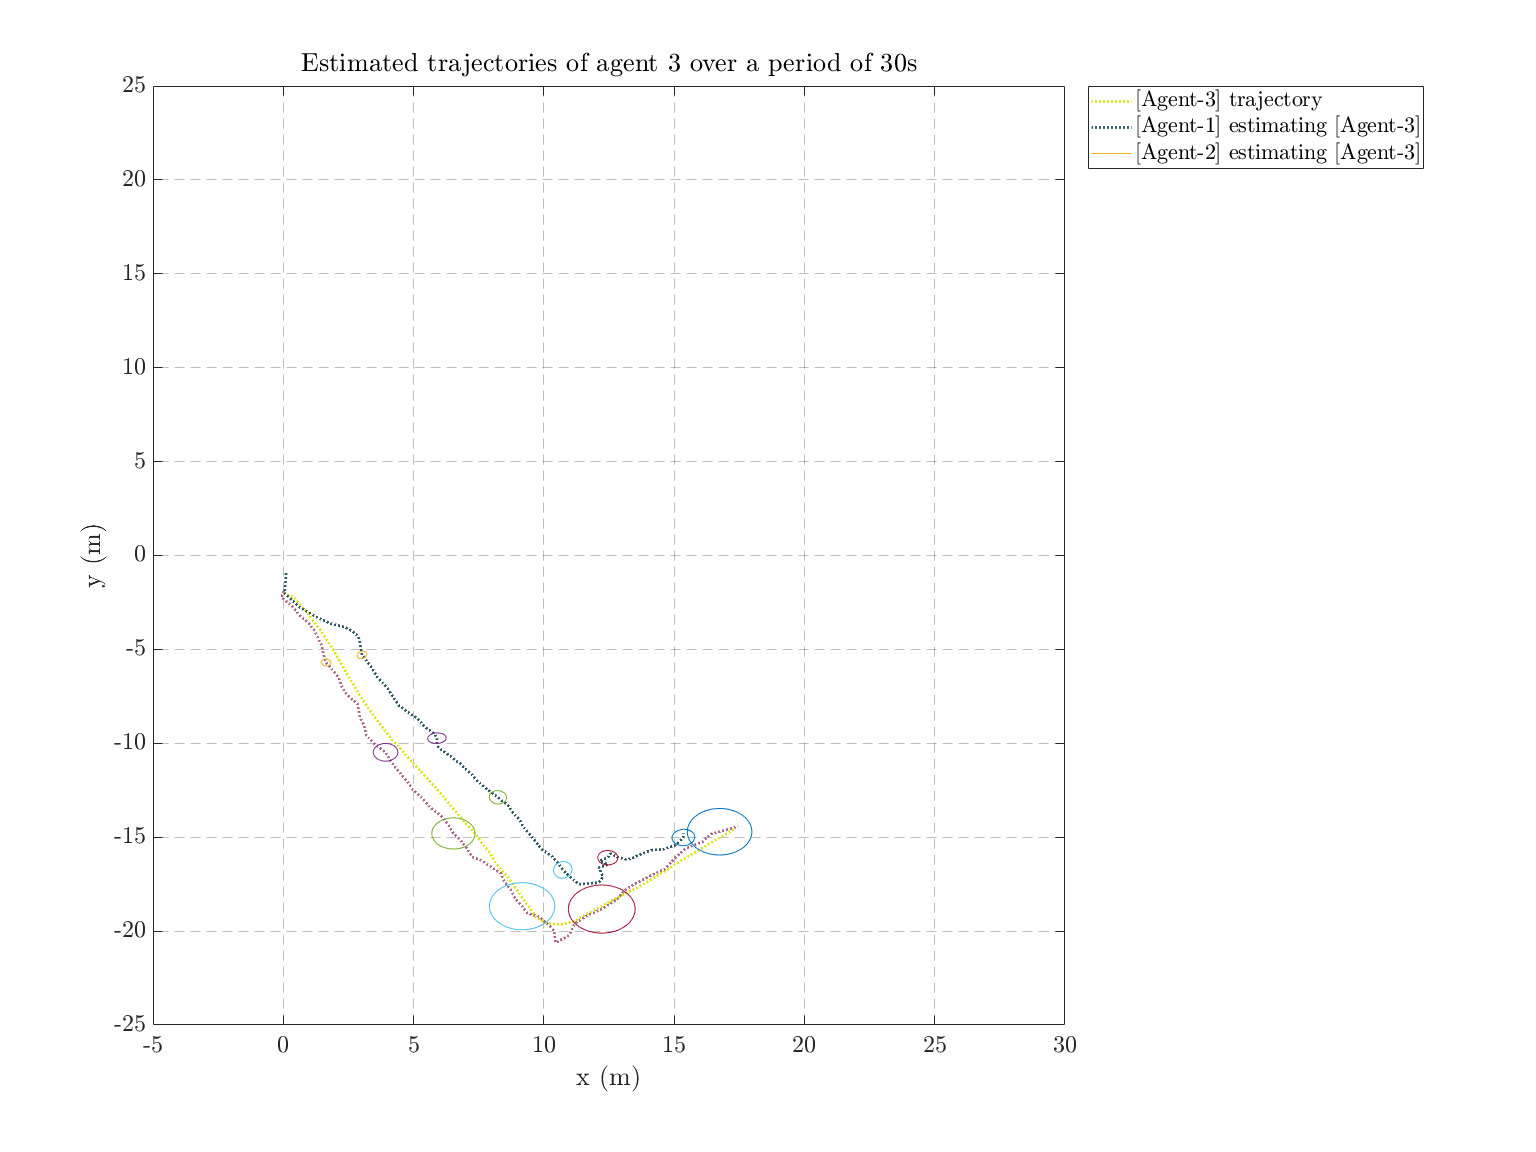 Estimated trajectories of agent 3 over a period of 30s
25
20
15
10
5
0
-5
-10
-15
-20
-25
y (m)
-5 0 5 10 15 20 25 30
x (m)
[Agent-3] trajectory
[Agent-1] estimating [Agent-3]
[Agent-2] estimating [Agent-3]